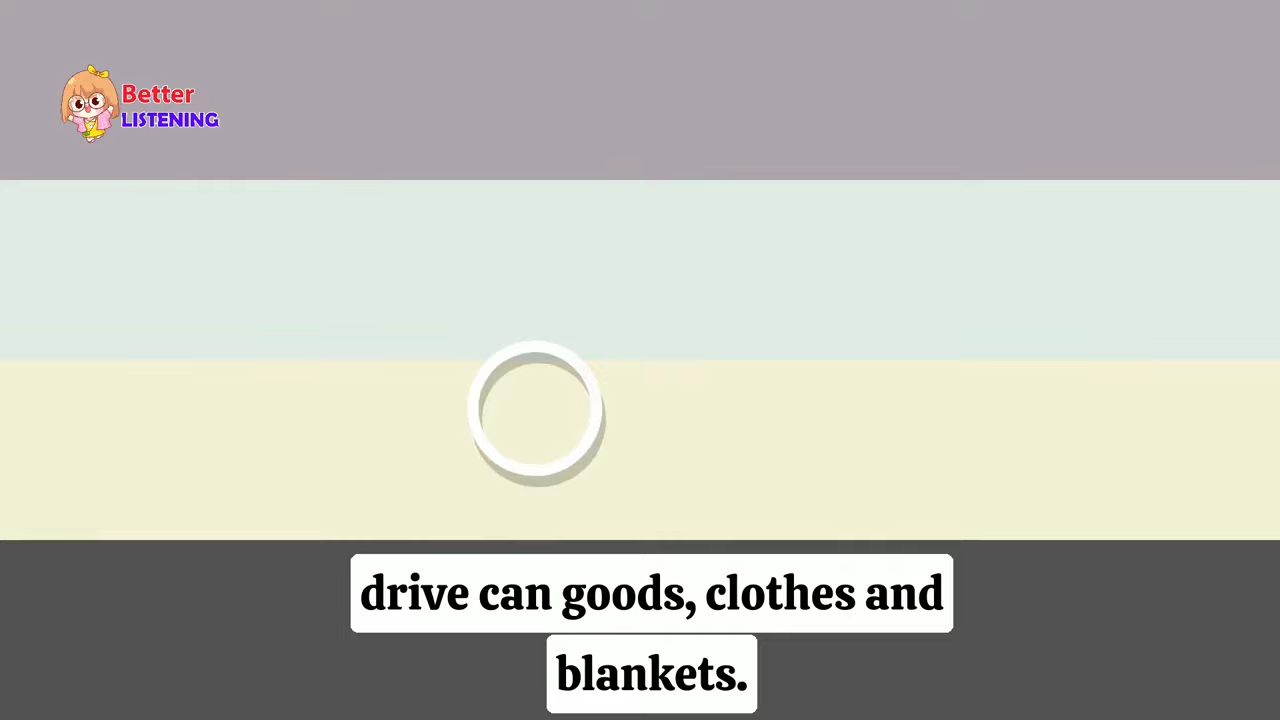 Better
LISTENING
drive can goods, clothes and
blankets.